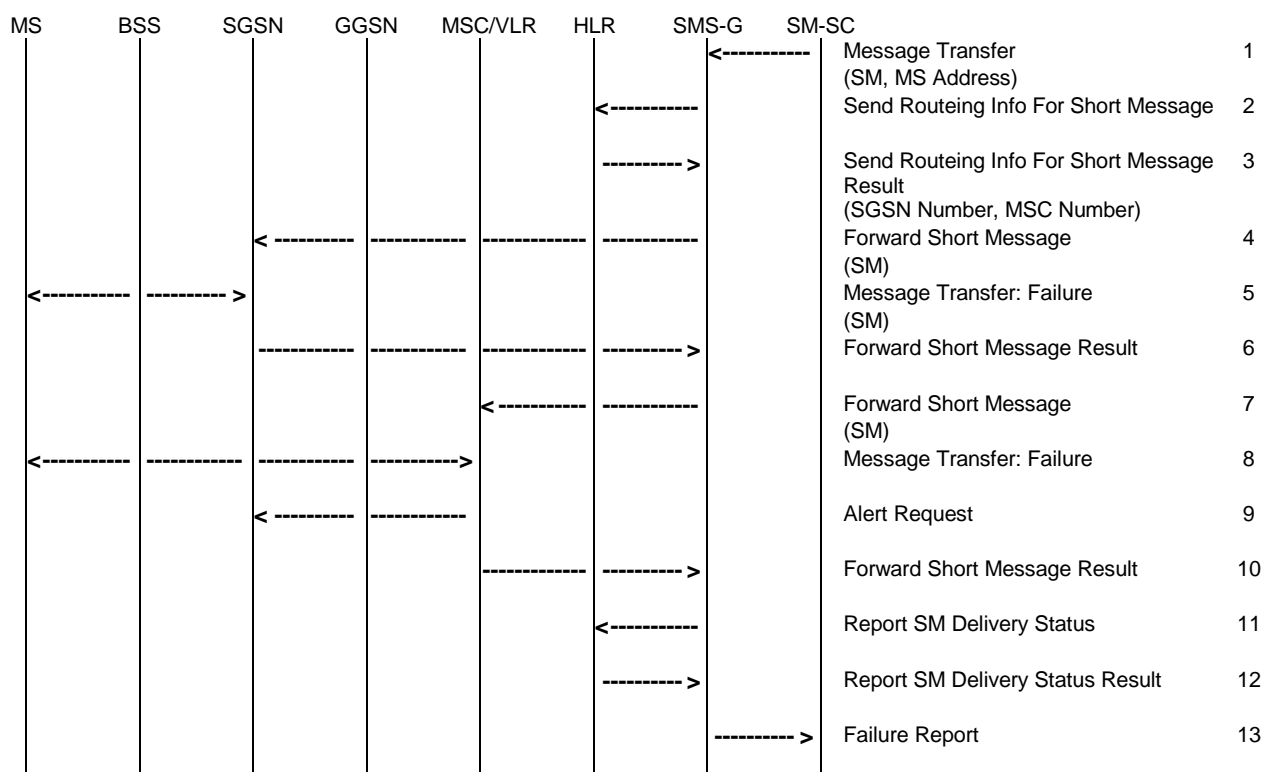 MS BSS SGSN GGSN MSC/VLR HLR SMS-G SM-SC
Message Transfer 1
(SM, MS Address)
Send Routeing Info For Short Message 2
Send Routeing Info For Short Message 3
Result
(SGSN Number, MSC Number)
Forward Short Message 4
(SM)
Message Transfer: Failure 5
(SM)
Forward Short Message Result 6
Forward Short Message 7
(SM)
Message Transfer: Failure 8
Alert Request 9
Forward Short Message Result 10
Report SM Delivery Status 11
Report SM Delivery Status Result 12
Failure Report 13